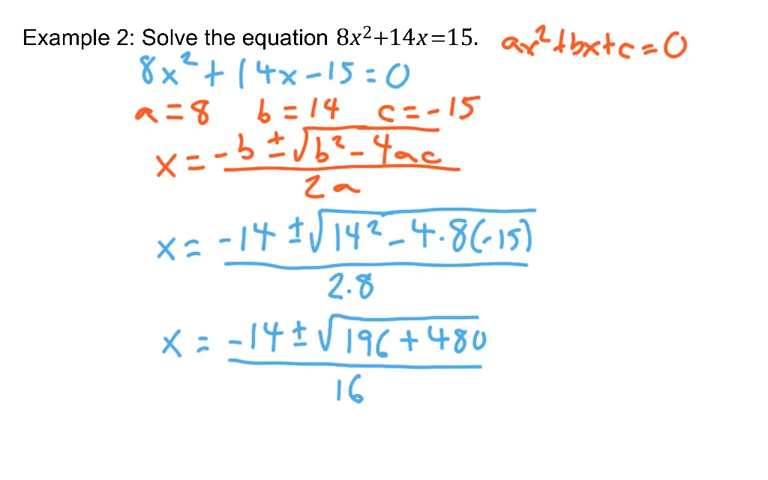 Example 2: Solve the equation 8x²+14x=15. ax²+bx+c=0
8x²+14x-15=0
a=8 b=14 c=-15
x=-b±√b²-4ac
2a
x=-14±√14²-4·8(-15)
2·8
x=-14±√196+480
16